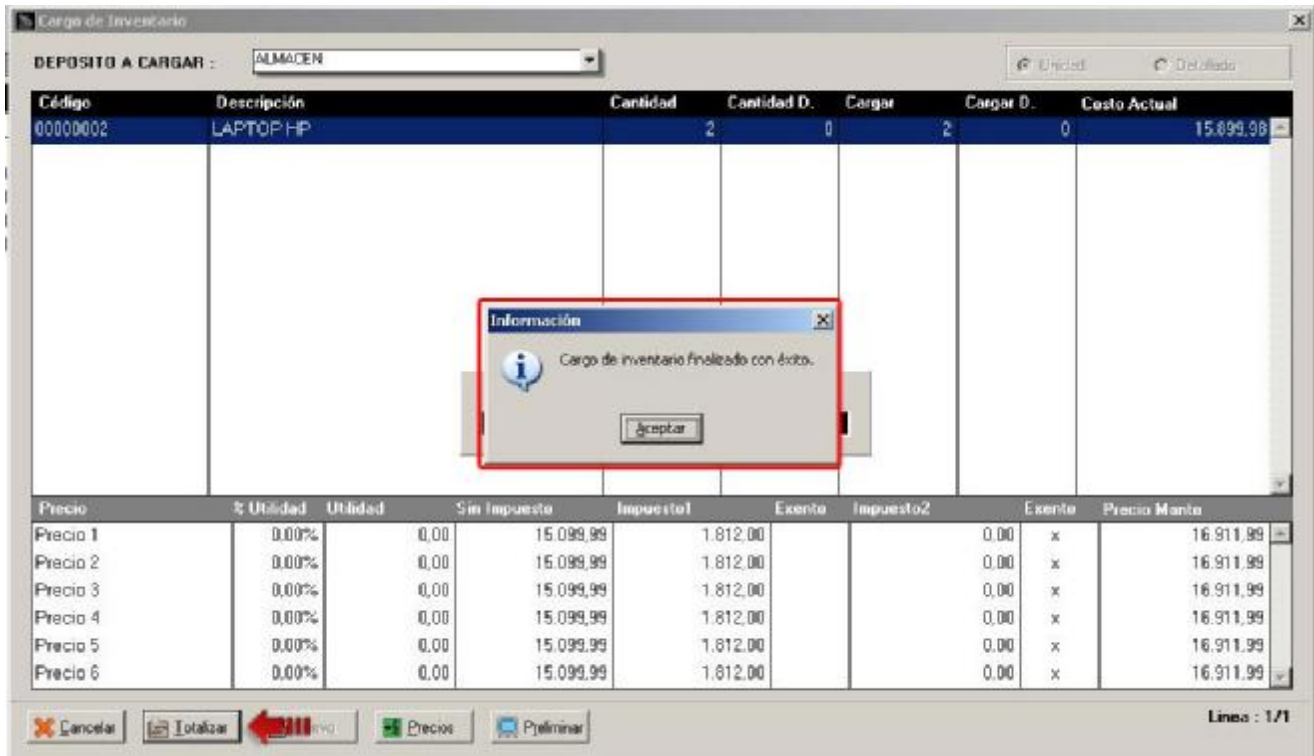 Cargo de Inventario
DEPOSITO A CARGAR : ALMACEN Unidad Detallado
Código Descripción Cantidad Cantidad D. Cargar Cargar D. Costo Actual
00000002 LAPTOP HP 2 0 2 0 15.899,98
Información
Cargo de inventario finalizado con éxito.
Aceptar
Precio % Utilidad Utilidad Sin Impuesto Impuesto1 Exento Impuesto2 Exento Precio Monto
Precio 1 0.00% 0,00 15.099,99 1.812,00 0,00 x 16.911,99
Precio 2 0.00% 0,00 15.099,99 1.812,00 0,00 x 16.911,99
Precio 3 0.00% 0,00 15.099,99 1.812,00 0,00 x 16.911,99
Precio 4 0,00% 0,00 15.099,99 1.812,00 0,00 x 16.911,99
Precio 5 0.00% 0.00 15.099,99 1.812,00 0,00 x 16.911,99
Precio 6 0.00% 0.00 15.099,99 1.812,00 0.00 x 16.911,99
Cancelar Totalizar Precios Preliminar Linea : 1/1